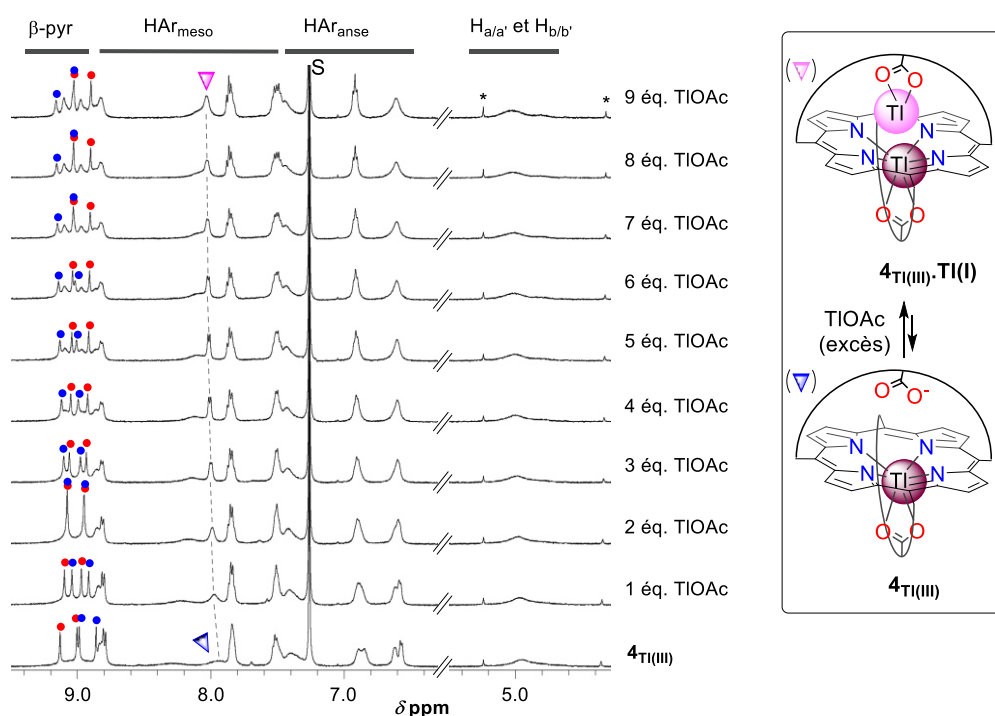 β-pyr HAr_meso HAr_anse H_a/a' et H_b/b'
S
* *
9 éq. TlOAc
8 éq. TlOAc
7 éq. TlOAc
6 éq. TlOAc
5 éq. TlOAc
4 éq. TlOAc
3 éq. TlOAc
2 éq. TlOAc
1 éq. TlOAc
4_Tl(III)
9.0 8.0 7.0 5.0
δ ppm
( )
O O
Tl
N N
Tl
N N
O O
4_Tl(III).Tl(I)
TlOAc
(excès)
( )
O O-
N N
Tl
N N
O O
4_Tl(III)